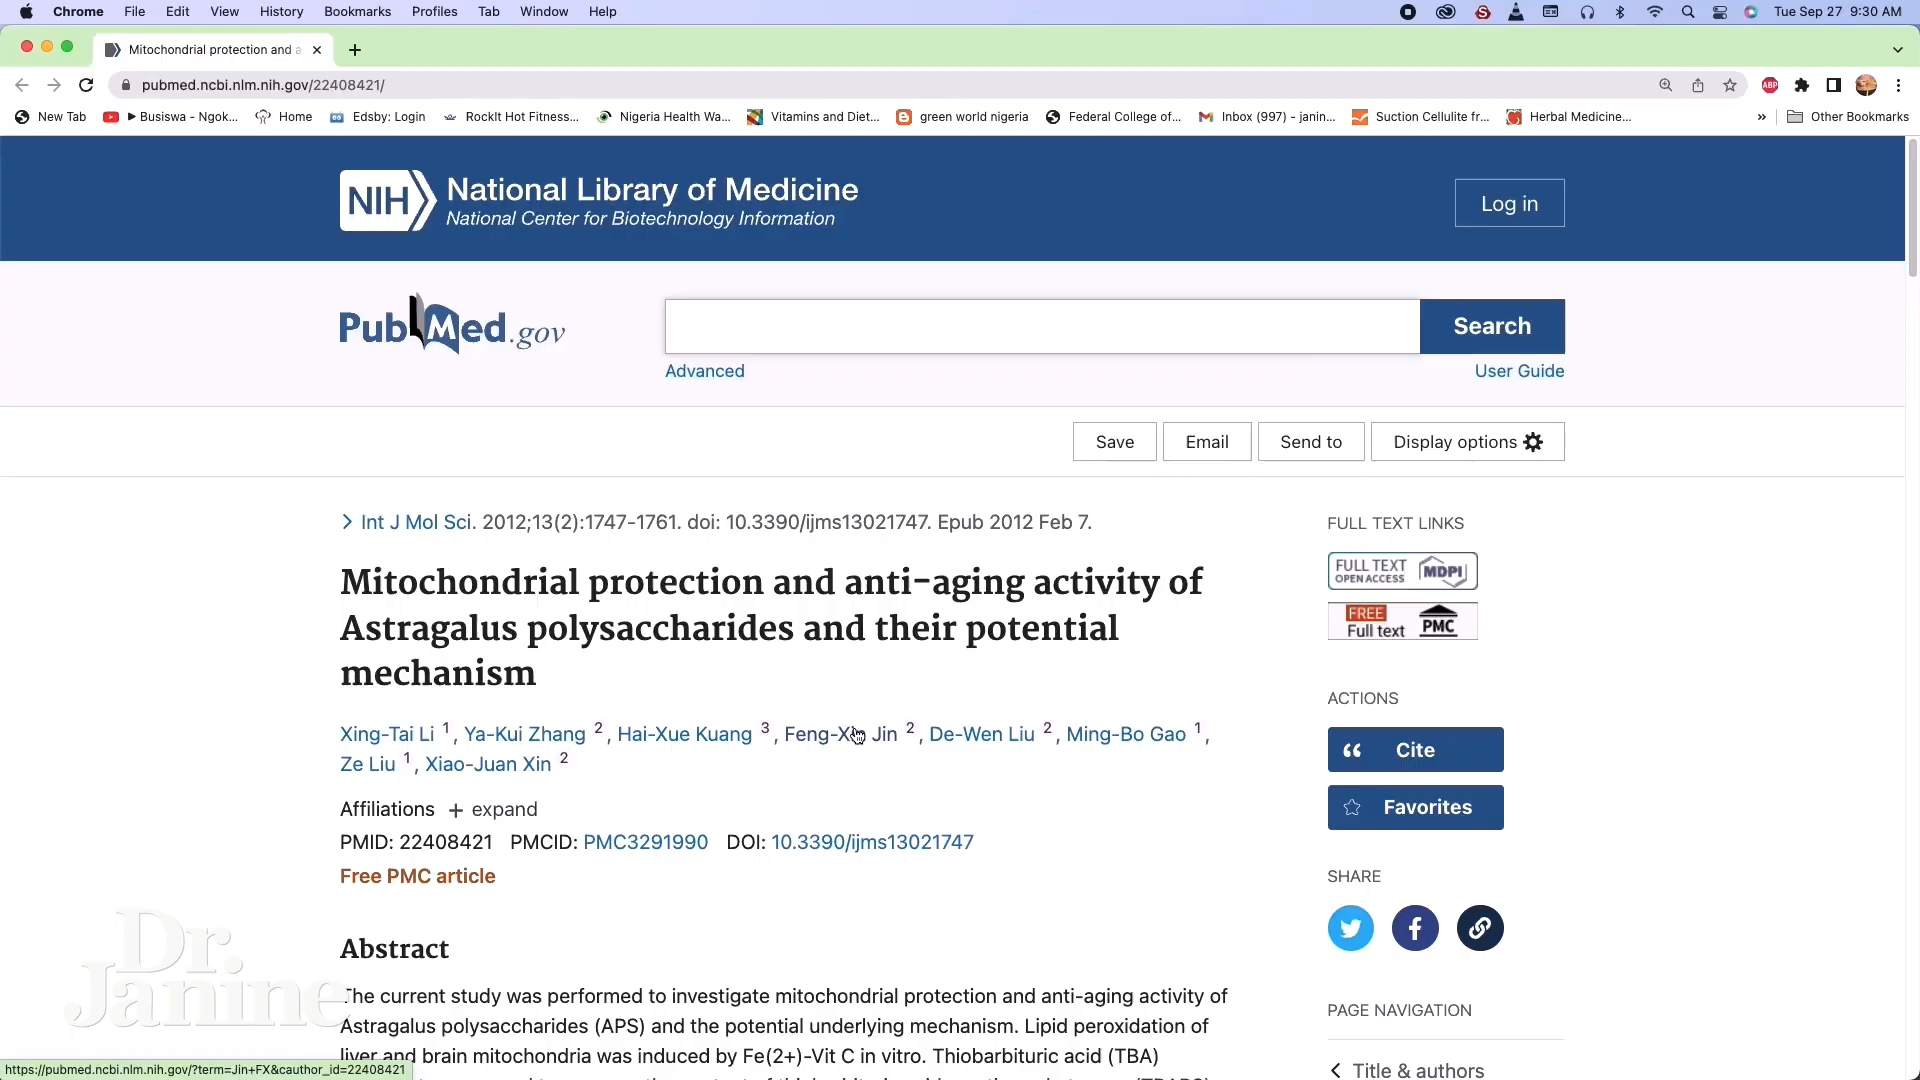 Chrome File Edit View History Bookmarks Profiles Tab Window Help Tue Sep 27 9:30 AM
Mitochondrial protection and a
pubmed.ncbi.nlm.nih.gov/22408421/ ABP
New Tab ▶ Busiswa - Ngok... Home Edsby: Login RockIt Hot Fitness... Nigeria Health Wa... Vitamins and Diet... green world nigeria Federal College of... Inbox (997) - janin... Suction Cellulite fr... Herbal Medicine... » Other Bookmarks
NIH National Library of Medicine
National Center for Biotechnology Information
Log in
PubMed.gov
Search
Advanced User Guide
Save Email Send to Display options
Int J Mol Sci. 2012;13(2):1747-1761. doi: 10.3390/ijms13021747. Epub 2012 Feb 7.
Mitochondrial protection and anti-aging activity of
Astragalus polysaccharides and their potential
mechanism
Xing-Tai Li 1, Ya-Kui Zhang 2, Hai-Xue Kuang 3, Feng-Xin Jin 2, De-Wen Liu 2, Ming-Bo Gao 1,
Ze Liu 1, Xiao-Juan Xin 2
Affiliations + expand
PMID: 22408421 PMCID: PMC3291990 DOI: 10.3390/ijms13021747
Free PMC article
Abstract
The current study was performed to investigate mitochondrial protection and anti-aging activity of
Astragalus polysaccharides (APS) and the potential underlying mechanism. Lipid peroxidation of
liver and brain mitochondria was induced by Fe(2+)-Vit C in vitro. Thiobarbituric acid (TBA)
FULL TEXT LINKS
FULL TEXT
OPEN ACCESS MDPI
FREE
Full text PMC
ACTIONS
Cite
Favorites
SHARE
PAGE NAVIGATION
Title & authors
Dr.
Janine
https://pubmed.ncbi.nlm.nih.gov/?term=Jin+FX&cauthor_id=22408421